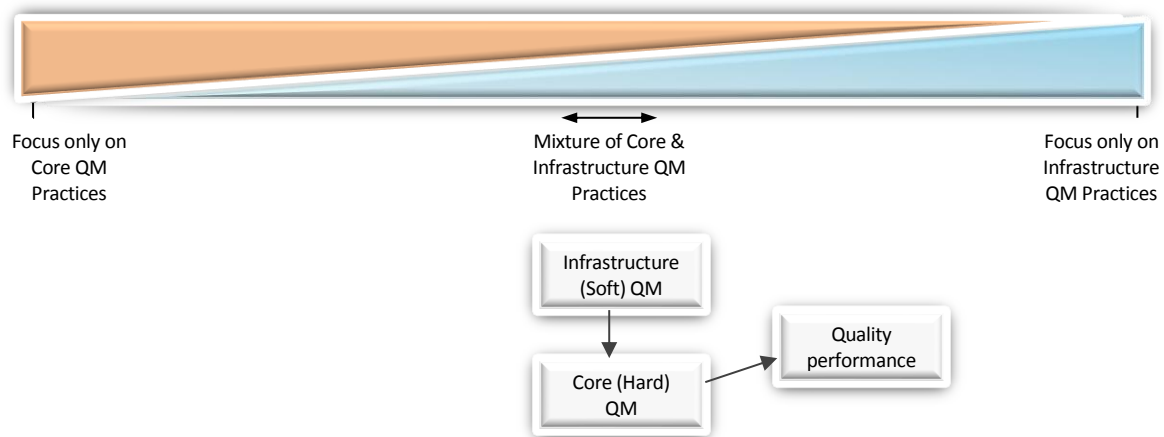 Focus only on
Core QM
Practices
Mixture of Core &
Infrastructure QM
Practices
Focus only on
Infrastructure
QM Practices
Infrastructure
(Soft) QM
Quality
performance
Core (Hard)
QM